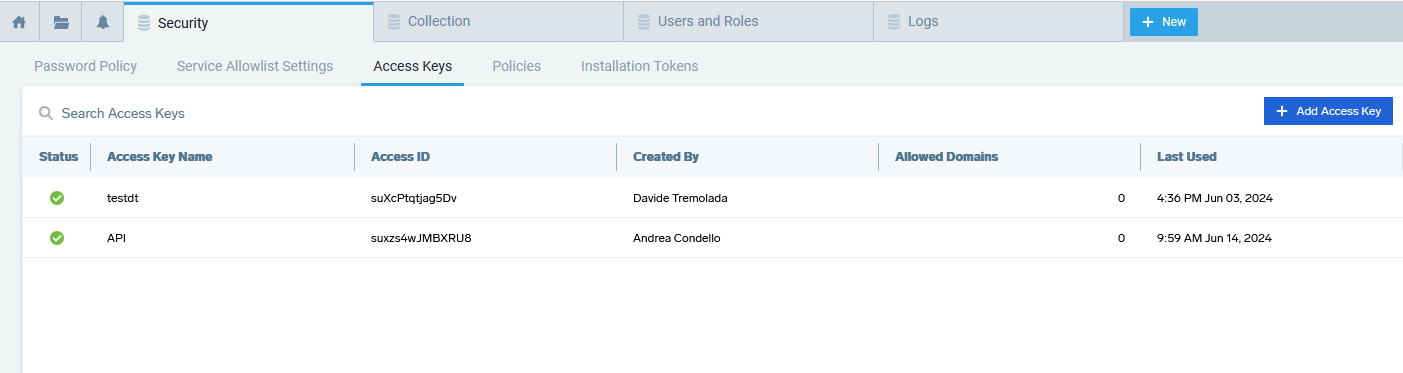 Security Collection Users and Roles Logs + New
Password Policy Service Allowlist Settings Access Keys Policies Installation Tokens
Search Access Keys + Add Access Key
Status Access Key Name Access ID Created By Allowed Domains Last Used
testdt suXcPtqtjag5Dv Davide Tremolada 0 4:36 PM Jun 03, 2024
API suxzs4wJMBXRU8 Andrea Condello 0 9:59 AM Jun 14, 2024